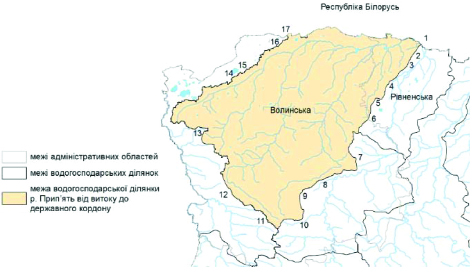 Республіка Білорусь
17
16
15
14
1
2
3
4
5
6
Рівненська
Волинська
13
7
8
9
10
11
12
межі адміністративних областей
межі водогосподарських ділянок
межа водогосподарської ділянки
р. Прип'ять від витоку до
державного кордону